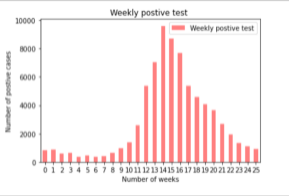 Weekly postive test
Weekly postive test
10000
8000
6000
4000
2000
0
Number of postive cases
0 1 2 3 4 5 6 7 8 9 10 11 12 13 14 15 16 17 18 19 20 21 22 23 24 25
Number of weeks